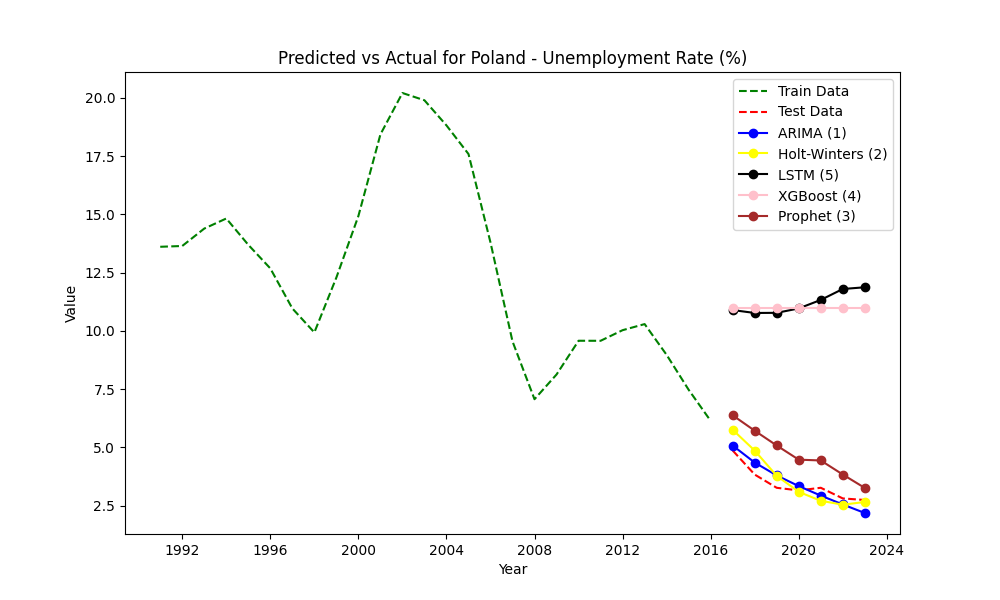 Predicted vs Actual for Poland - Unemployment Rate (%)
Train Data
Test Data
ARIMA (1)
Holt-Winters (2)
LSTM (5)
XGBoost (4)
Prophet (3)
Value
20.0
17.5
15.0
12.5
10.0
7.5
5.0
2.5
1992 1996 2000 2004 2008 2012 2016 2020 2024
Year